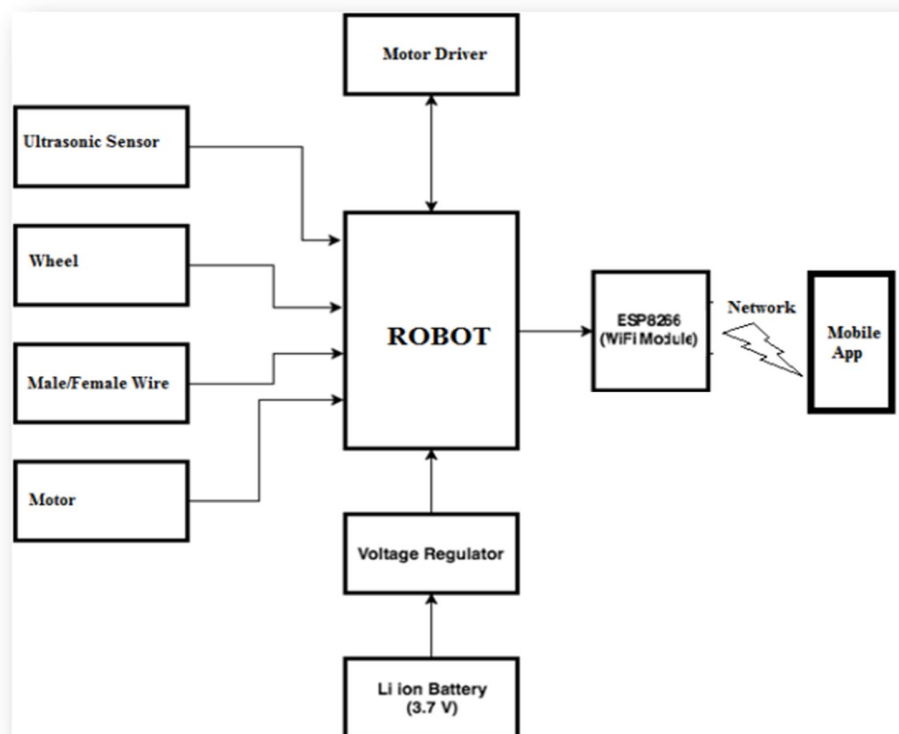 Motor Driver
Ultrasonic Sensor
Wheel
Male/Female Wire
Motor
ROBOT
ESP8266
(WiFi Module)
Network
Mobile
App
Voltage Regulator
Li ion Battery
(3.7 V)